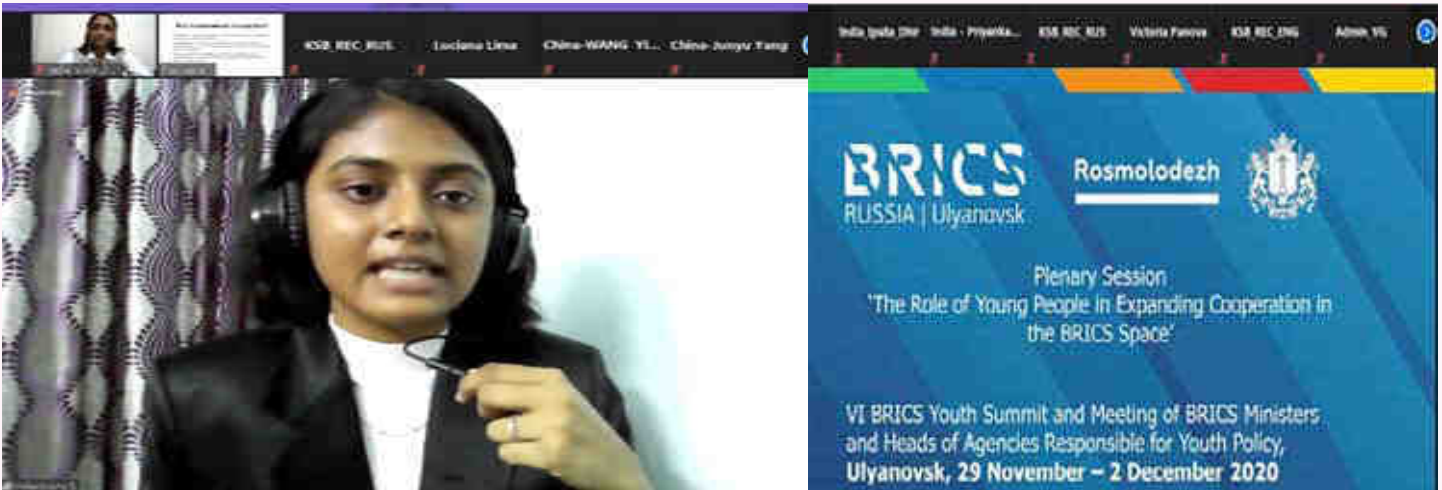 KSB_REC_RUS
Luciana Lima
China-WANG YI...
China-Junyu Yang
India - Priyanka...
KSB_REC_RUS
Victoria Panova
KSB_REC_ENG
Admin_VG
BRICS
RUSSIA | Ulyanovsk
Rosmolodezh
Plenary Session
'The Role of Young People in Expanding Cooperation in
the BRICS Space'
VI BRICS Youth Summit and Meeting of BRICS Ministers
and Heads of Agencies Responsible for Youth Policy,
Ulyanovsk, 29 November – 2 December 2020